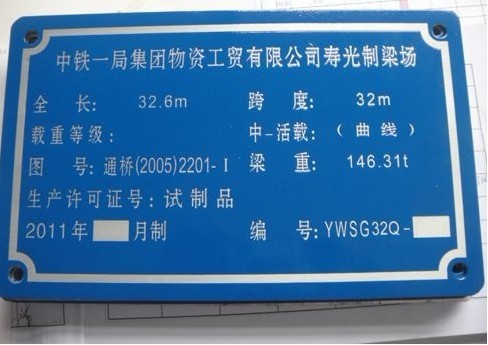 中铁一局集团物资工贸有限公司寿光制梁场
全 长: 32.6m 跨 度: 32m
载重等级: 中-活载: (曲线)
图 号: 通桥(2005)2201-I 梁 重: 146.31t
生产许可证号: 试制品
2011年 月制 编 号: YWSG32Q-